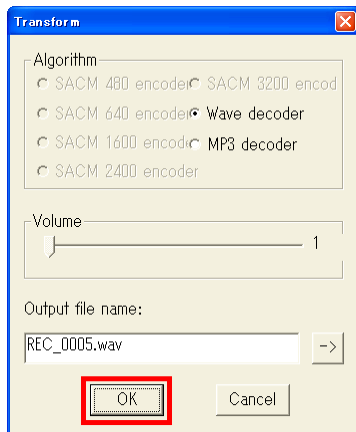 Transform
Algorithm
SACM 480 encoder SACM 3200 encod
SACM 640 encoder Wave decoder
SACM 1600 encoder MP3 decoder
SACM 2400 encoder
Volume
1
Output file name:
REC_0005.wav ->
OK Cancel